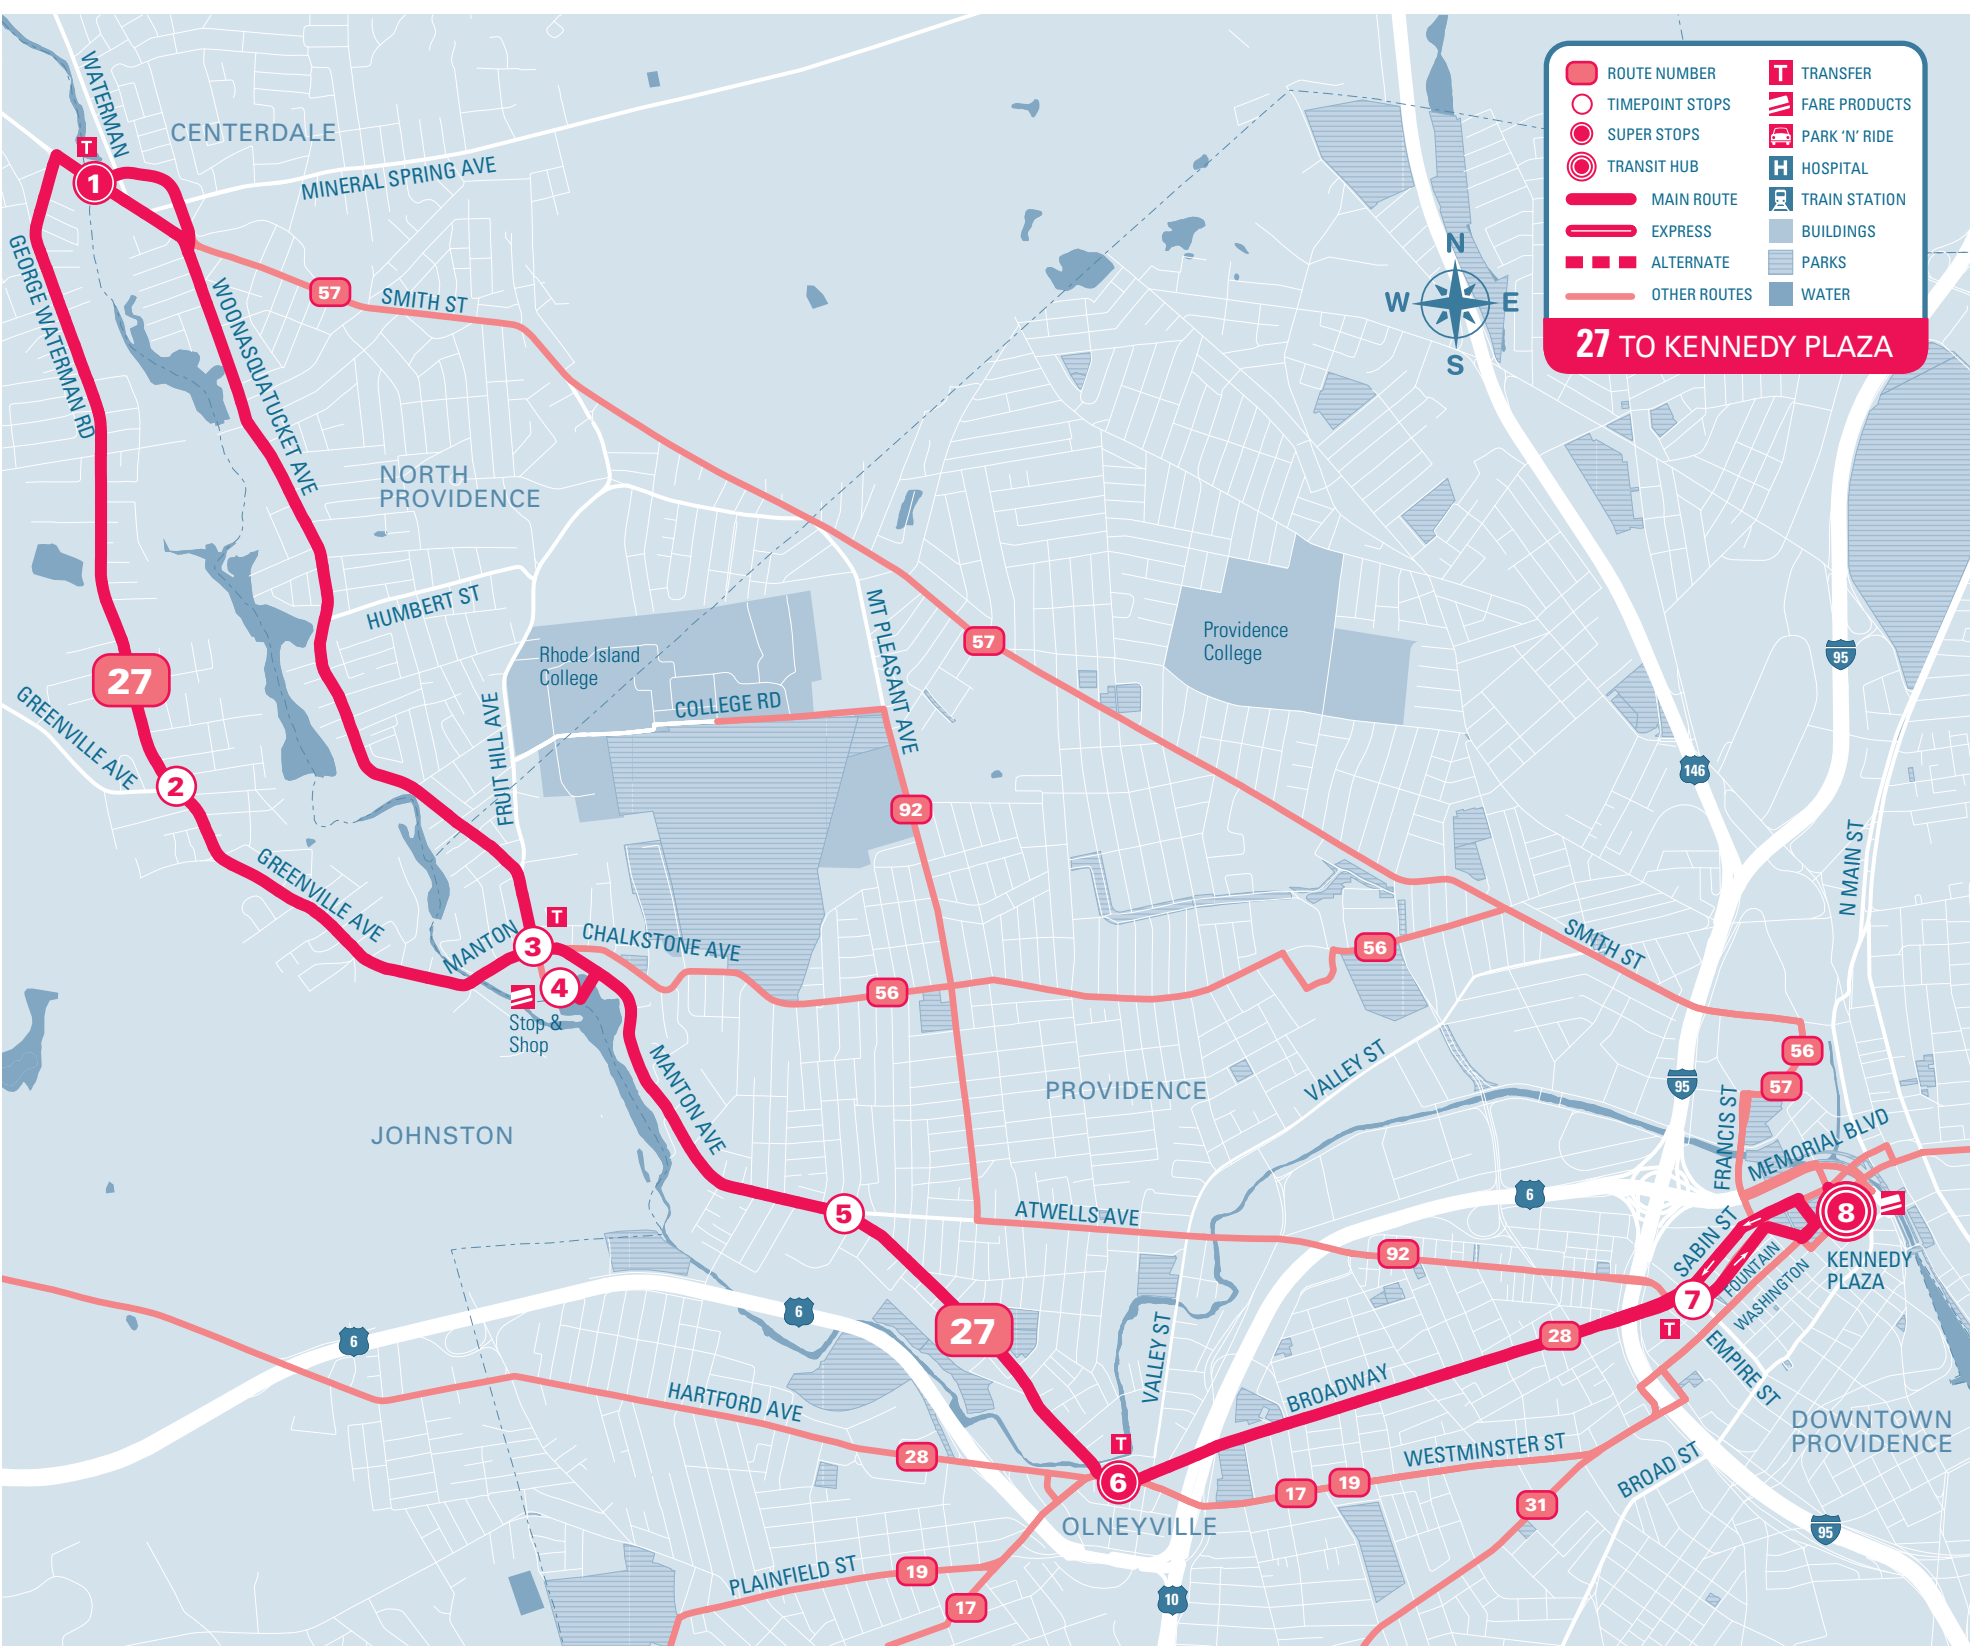 WATERMAN
CENTERDALE
T
1
MINERAL SPRING AVE
GEORGE WATERMAN RD
WOONASQUATUCKET AVE
57
SMITH ST
NORTH
PROVIDENCE
HUMBERT ST
27
GREENVILLE AVE
2
GREENVILLE AVE
FRUIT HILL AVE
Rhode Island
College
COLLEGE RD
MT PLEASANT AVE
57
Providence
College
92
MANTON
3
T
CHALKSTONE AVE
4
Stop &
Shop
56
56
SMITH ST
MANTON AVE
JOHNSTON
PROVIDENCE
VALLEY ST
5
ATWELLS AVE
92
6
6
6
27
HARTFORD AVE
28
VALLEY ST
T
6
OLNEYVILLE
BROADWAY
28
WESTMINSTER ST
17
19
31
BROAD ST
PLAINFIELD ST
19
17
10
95
146
95
95
N MAIN ST
56
57
FRANCIS ST
MEMORIAL BLVD
SABIN ST
FOUNTAIN
WASHINGTON
EMPIRE ST
7
T
8
KENNEDY
PLAZA
DOWNTOWN
PROVIDENCE
N
W
E
S
ROUTE NUMBER
TIMEPOINT STOPS
SUPER STOPS
TRANSIT HUB
MAIN ROUTE
EXPRESS
ALTERNATE
OTHER ROUTES
T TRANSFER
FARE PRODUCTS
PARK ‘N’ RIDE
H HOSPITAL
TRAIN STATION
BUILDINGS
PARKS
WATER
27 TO KENNEDY PLAZA